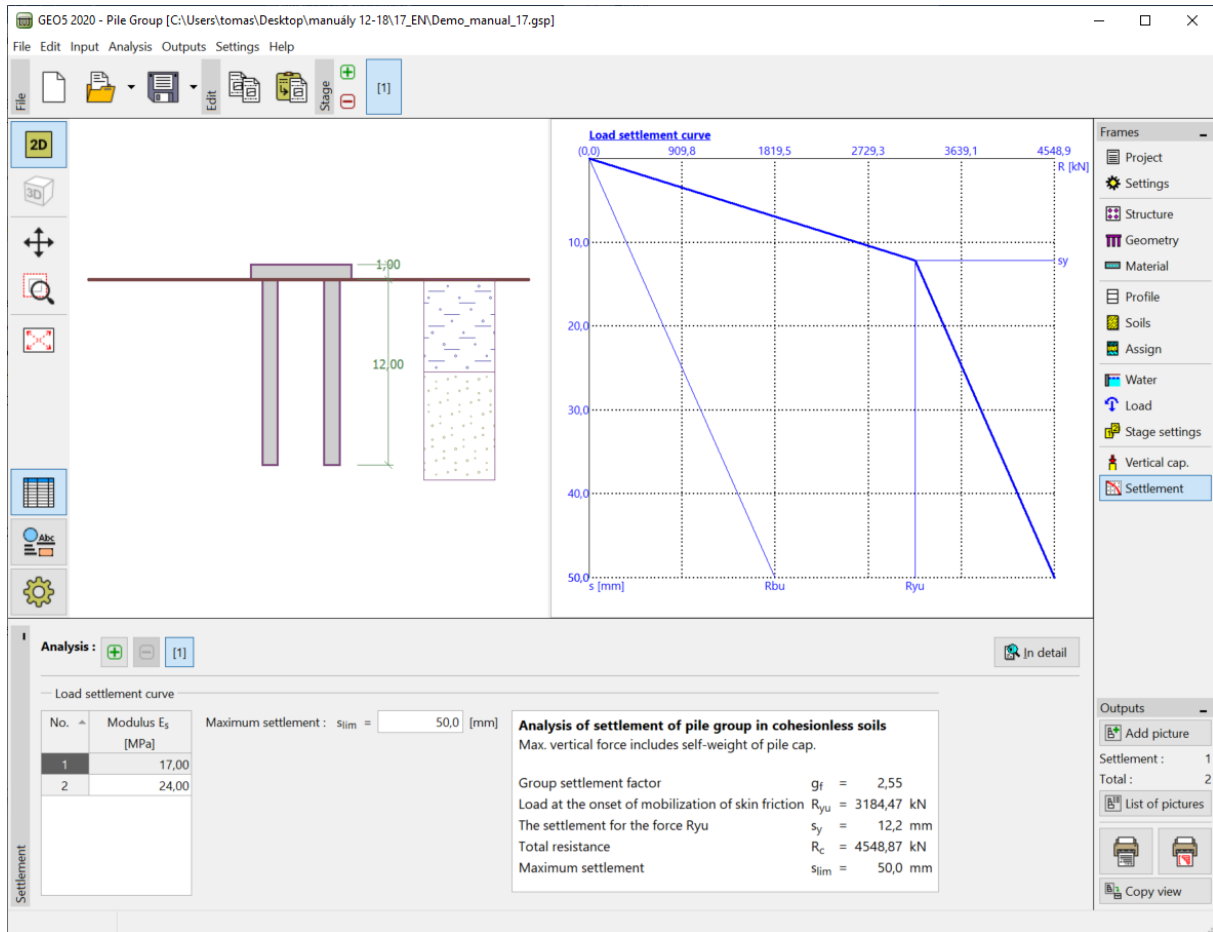 GEO5 2020 - Pile Group [C:\Users\tomas\Desktop\manuály 12-18\17_EN\Demo_manual_17.gsp]
File Edit Input Analysis Outputs Settings Help
File
Edit
Stage
[1]
2D
3D
Abc
1,00
12,00
Load settlement curve
(0,0) 909,8 1819,5 2729,3 3639,1 4548,9
R [kN]
10,0
sy
20,0
30,0
40,0
50,0
s [mm] Rbu Ryu
Frames
Project
Settings
Structure
Geometry
Material
Profile
Soils
Assign
Water
Load
Stage settings
Vertical cap.
Settlement
Settlement
Analysis : [1]
In detail
Load settlement curve
No. Modulus Es
[MPa]
1 17,00
2 24,00
Maximum settlement : slim = 50,0 [mm]
Analysis of settlement of pile group in cohesionless soils
Max. vertical force includes self-weight of pile cap.
Group settlement factor gf = 2,55
Load at the onset of mobilization of skin friction Ryu = 3184,47 kN
The settlement for the force Ryu sy = 12,2 mm
Total resistance Rc = 4548,87 kN
Maximum settlement slim = 50,0 mm
Outputs
Add picture
Settlement : 1
Total : 2
List of pictures
Copy view